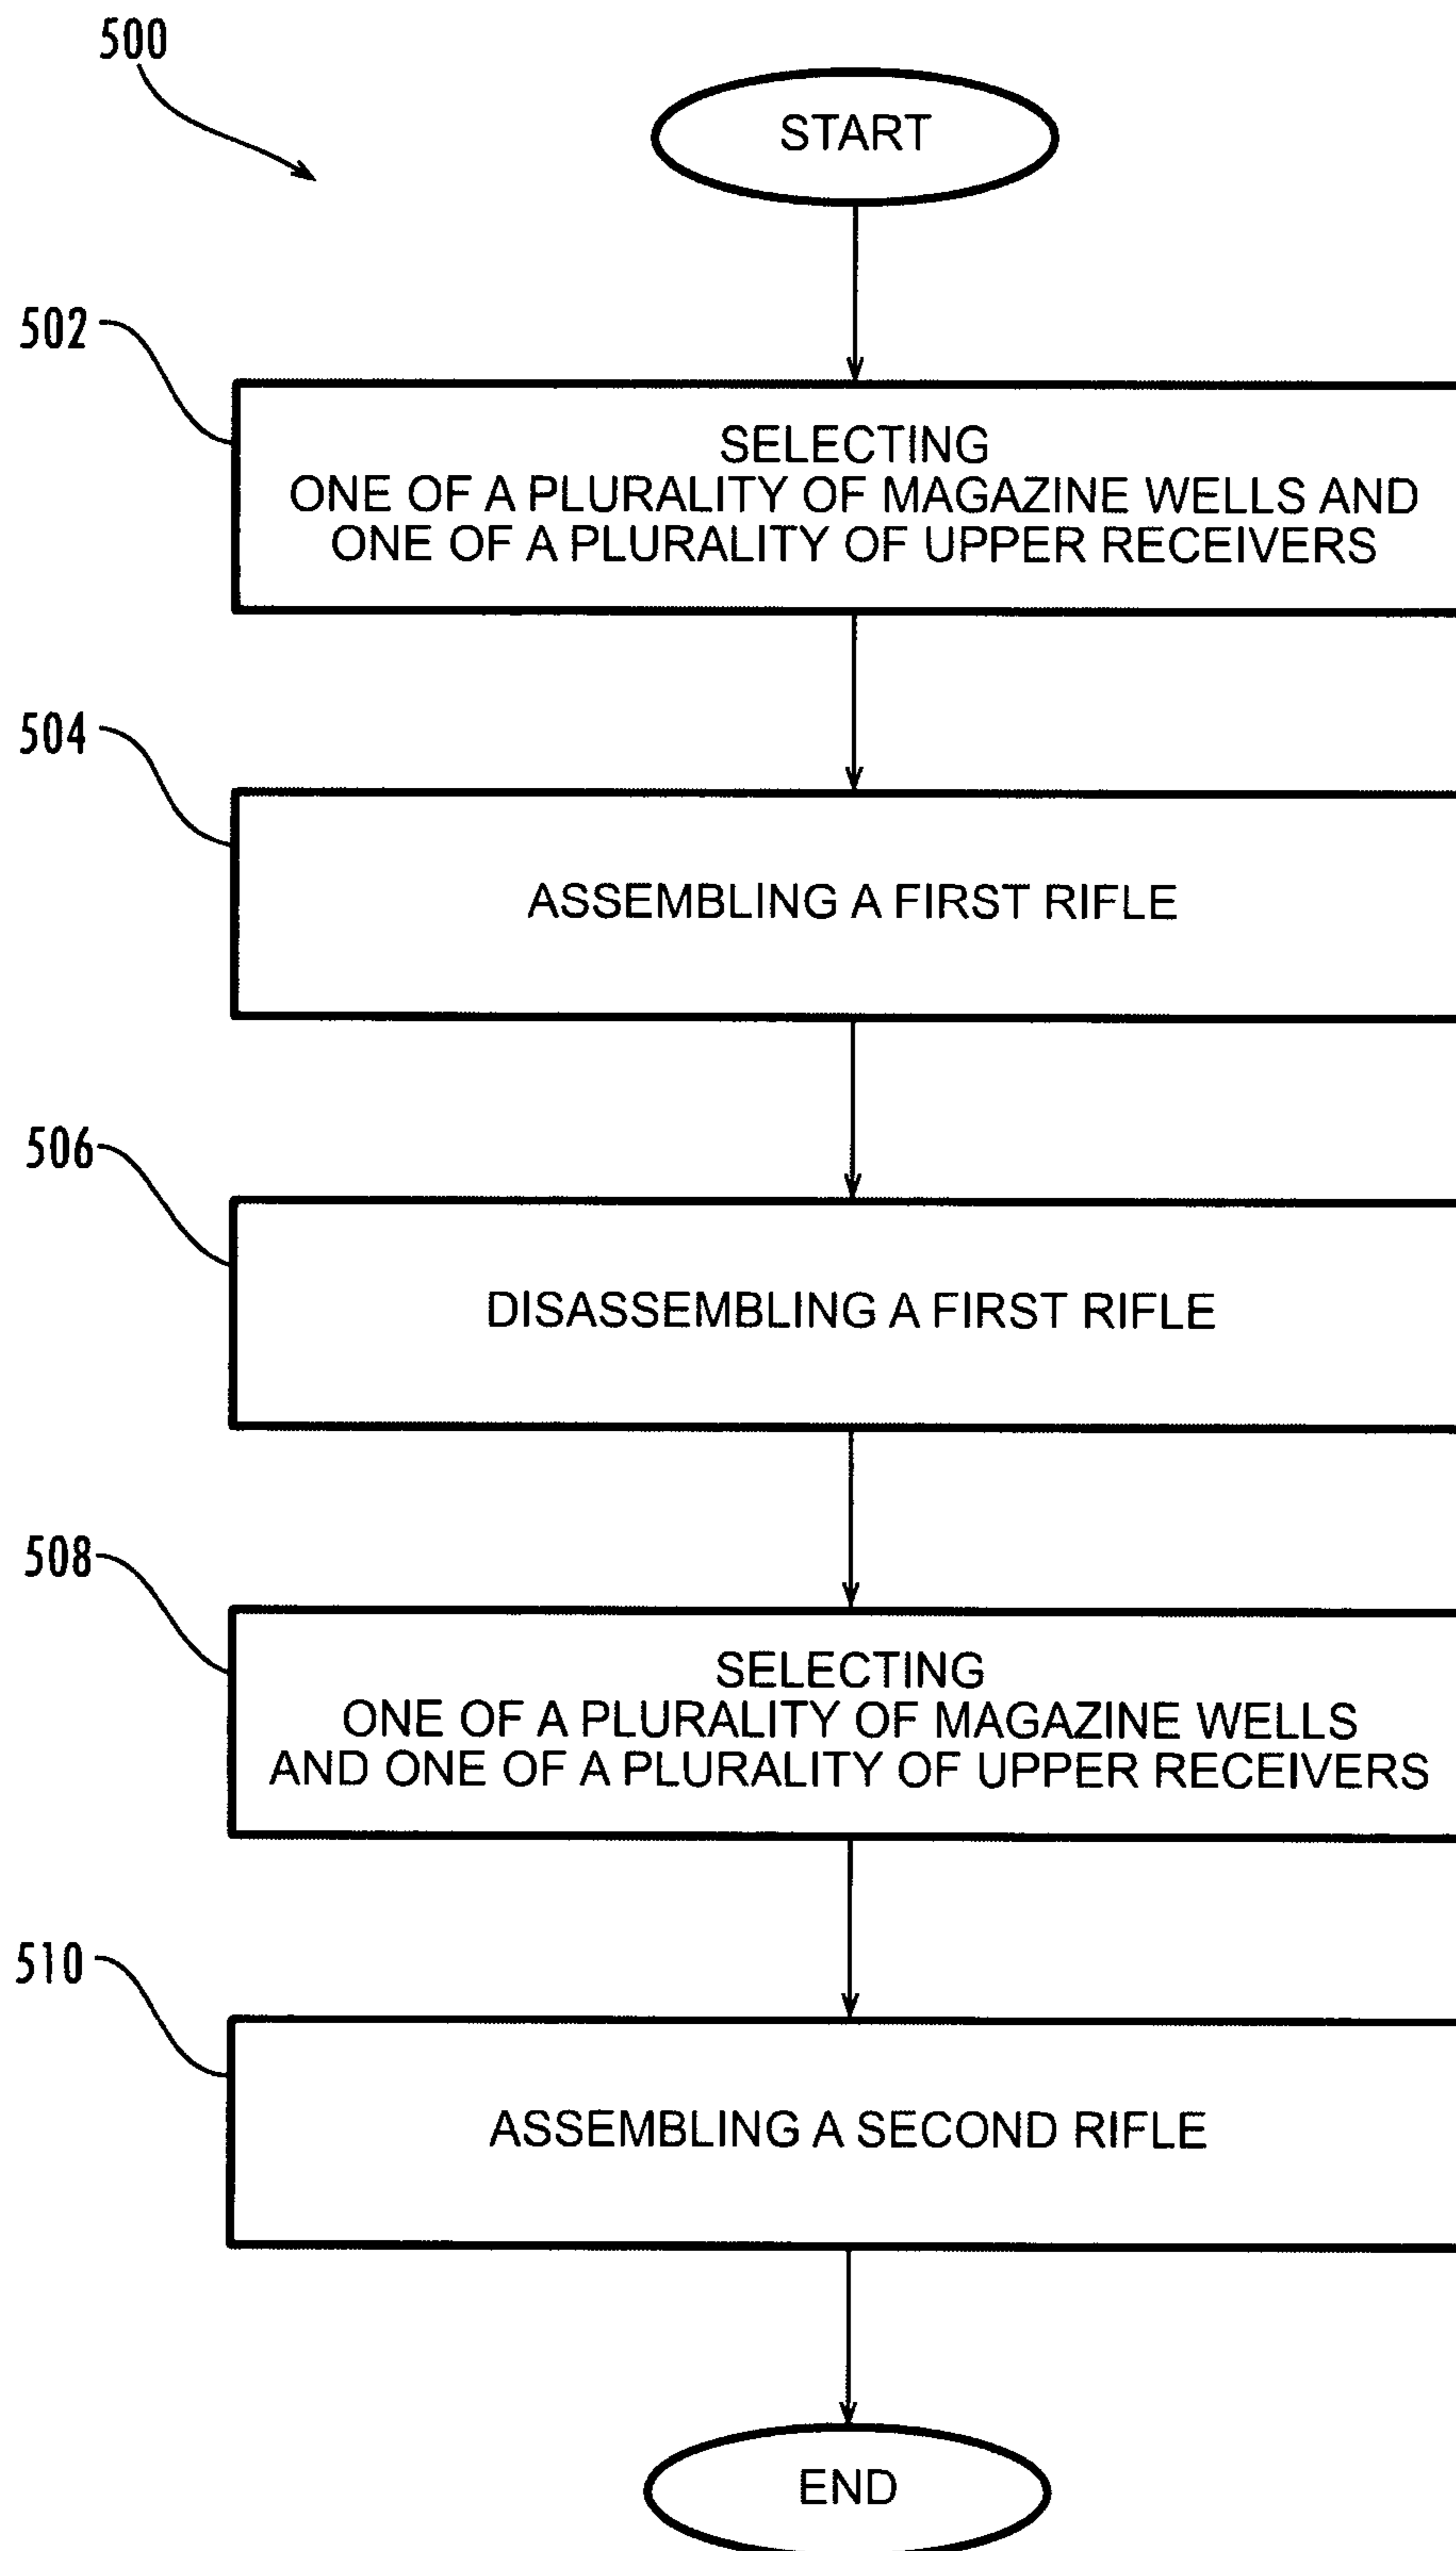 500
START
502
SELECTING
ONE OF A PLURALITY OF MAGAZINE WELLS AND
ONE OF A PLURALITY OF UPPER RECEIVERS
504
ASSEMBLING A FIRST RIFLE
506
DISASSEMBLING A FIRST RIFLE
508
SELECTING
ONE OF A PLURALITY OF MAGAZINE WELLS
AND ONE OF A PLURALITY OF UPPER RECEIVERS
510
ASSEMBLING A SECOND RIFLE
END